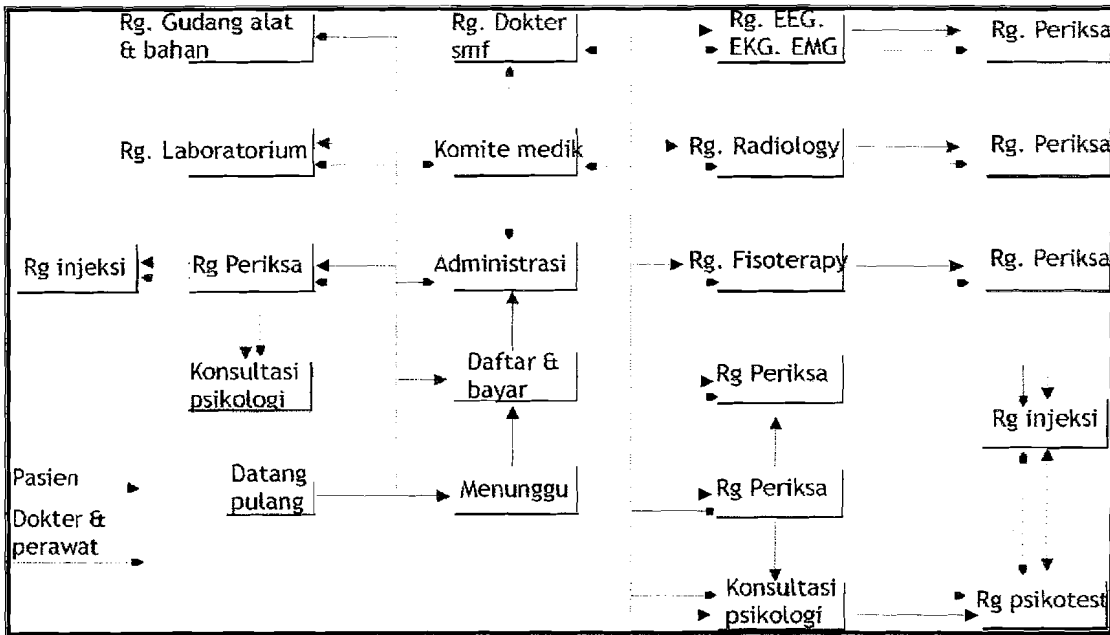 Rg. Gudang alat
& bahan
Rg. Dokter
smf
Rg. EEG.
EKG. EMG
Rg. Periksa
Rg. Laboratorium
Komite medik
Rg. Radiology
Rg. Periksa
Rg injeksi
Rg Periksa
Administrasi
Rg. Fisoterapy
Rg. Periksa
Konsultasi
psikologi
Daftar &
bayar
Rg Periksa
Rg injeksi
Pasien
Dokter &
perawat
Datang
pulang
Menunggu
Rg Periksa
Konsultasi
psikologi
Rg psikotest